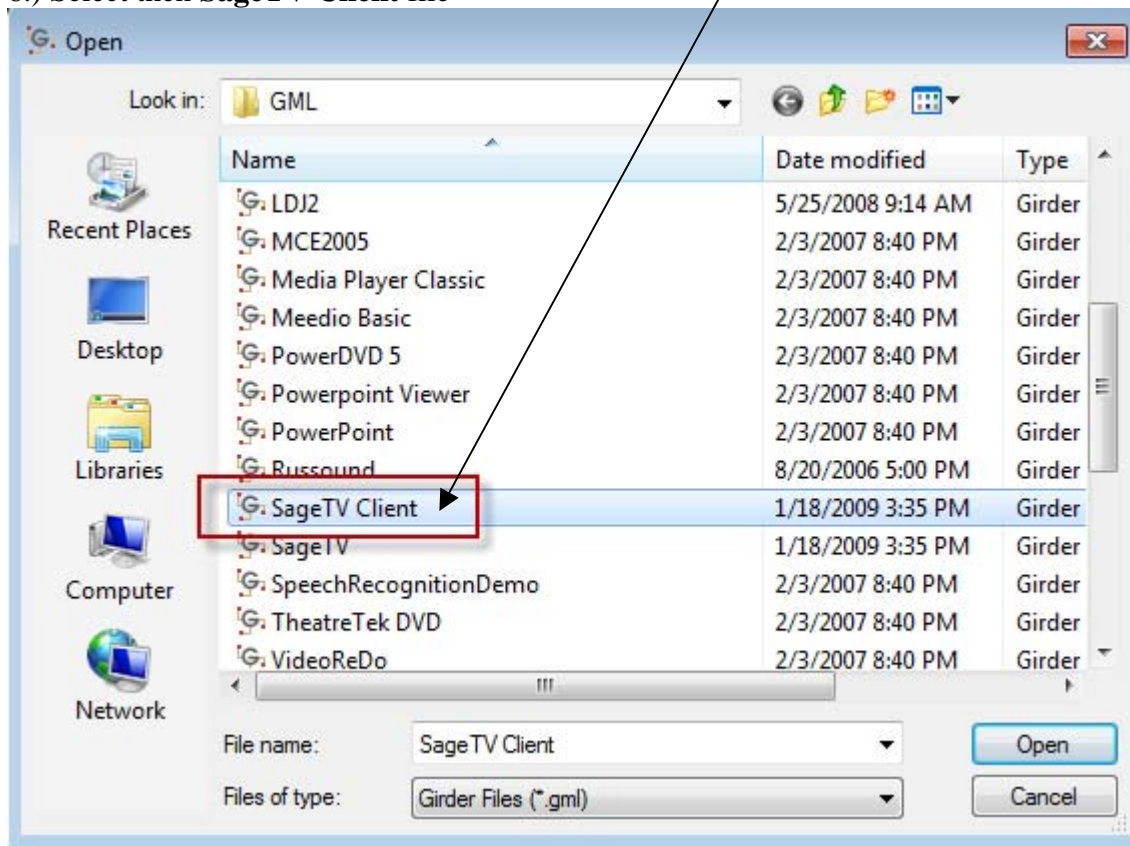 6.) Select then SageTV Client file
Open
Look in: GML
Name Date modified Type
LDJ2 5/25/2008 9:14 AM Girder
MCE2005 2/3/2007 8:40 PM Girder
Media Player Classic 2/3/2007 8:40 PM Girder
Meedio Basic 2/3/2007 8:40 PM Girder
PowerDVD 5 2/3/2007 8:40 PM Girder
Powerpoint Viewer 2/3/2007 8:40 PM Girder
PowerPoint 2/3/2007 8:40 PM Girder
Russound 8/20/2006 5:00 PM Girder
SageTV Client 1/18/2009 3:35 PM Girder
SageTV 1/18/2009 3:35 PM Girder
SpeechRecognitionDemo 2/3/2007 8:40 PM Girder
TheatreTek DVD 2/3/2007 8:40 PM Girder
VideoReDo 2/3/2007 8:40 PM Girder
Recent Places
Desktop
Libraries
Computer
Network
File name: SageTV Client Open
Files of type: Girder Files (*.gml) Cancel